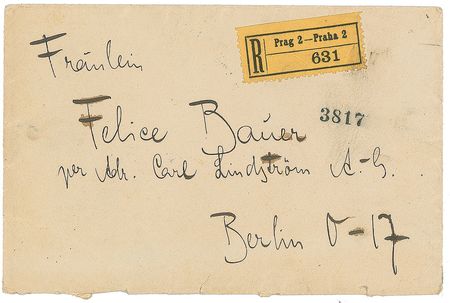 Fräulein
R
Prag 2—Praha 2
631
3817
Felice Bauer
per Adr. Carl Lindström A.-G.
Berlin O-17